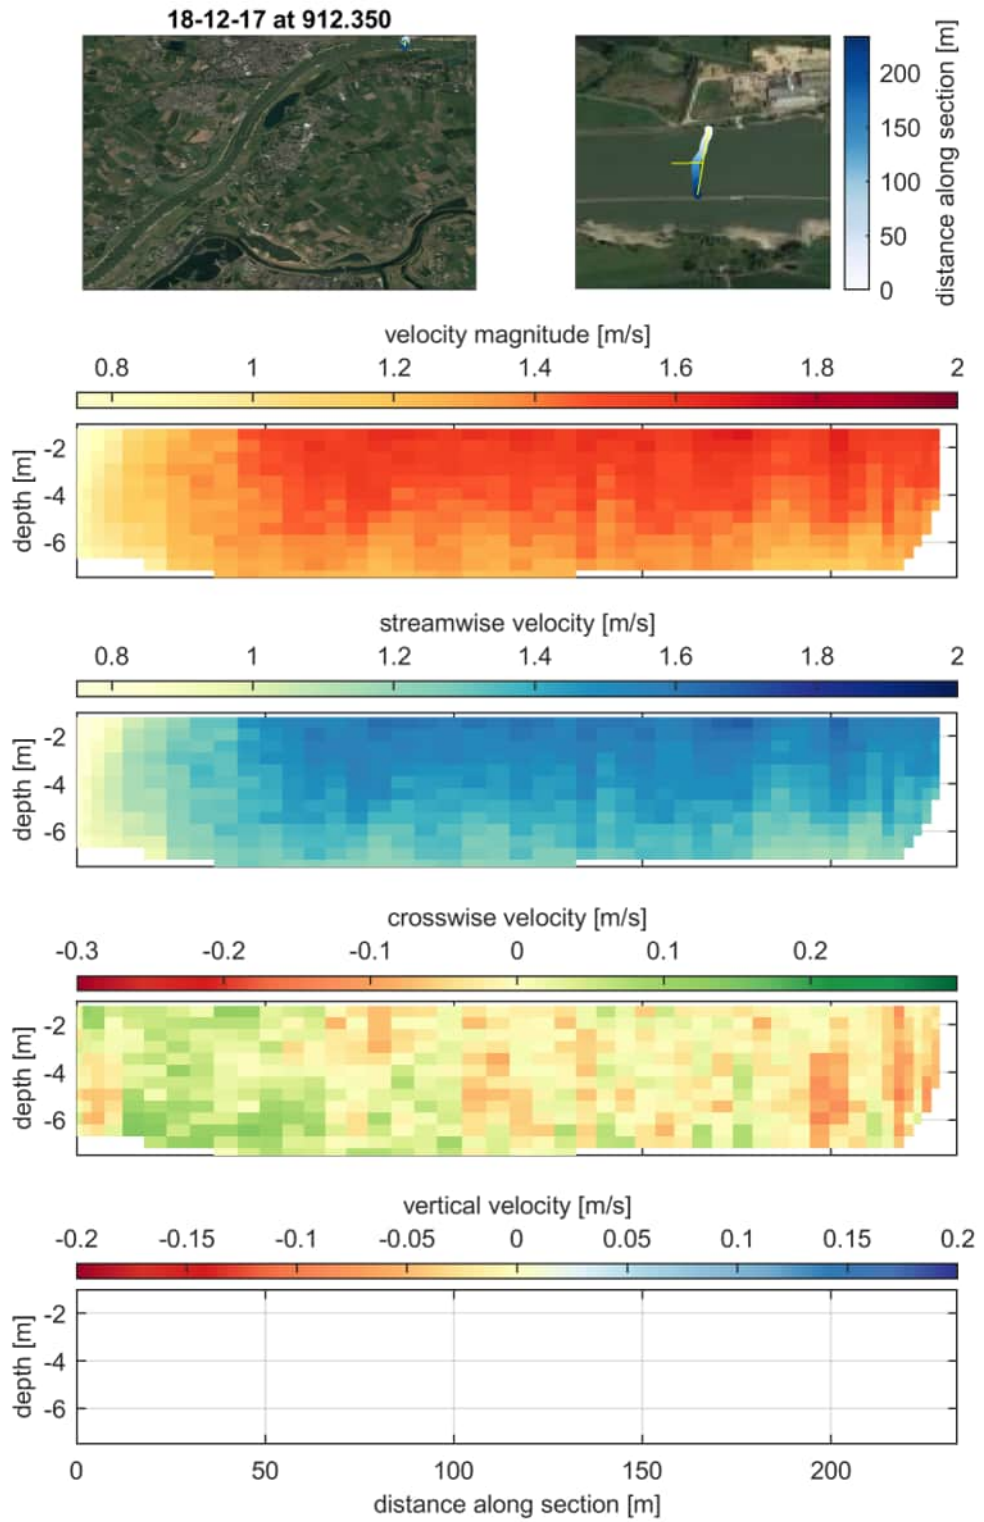 18-12-17 at 912.350
200
150
100
50
0
distance along section [m]
velocity magnitude [m/s]
0.8 1 1.2 1.4 1.6 1.8 2
-2
-4
-6
depth [m]
streamwise velocity [m/s]
0.8 1 1.2 1.4 1.6 1.8 2
-2
-4
-6
depth [m]
crosswise velocity [m/s]
-0.3 -0.2 -0.1 0 0.1 0.2
-2
-4
-6
depth [m]
vertical velocity [m/s]
-0.2 -0.15 -0.1 -0.05 0 0.05 0.1 0.15 0.2
-2
-4
-6
depth [m]
0 50 100 150 200
distance along section [m]